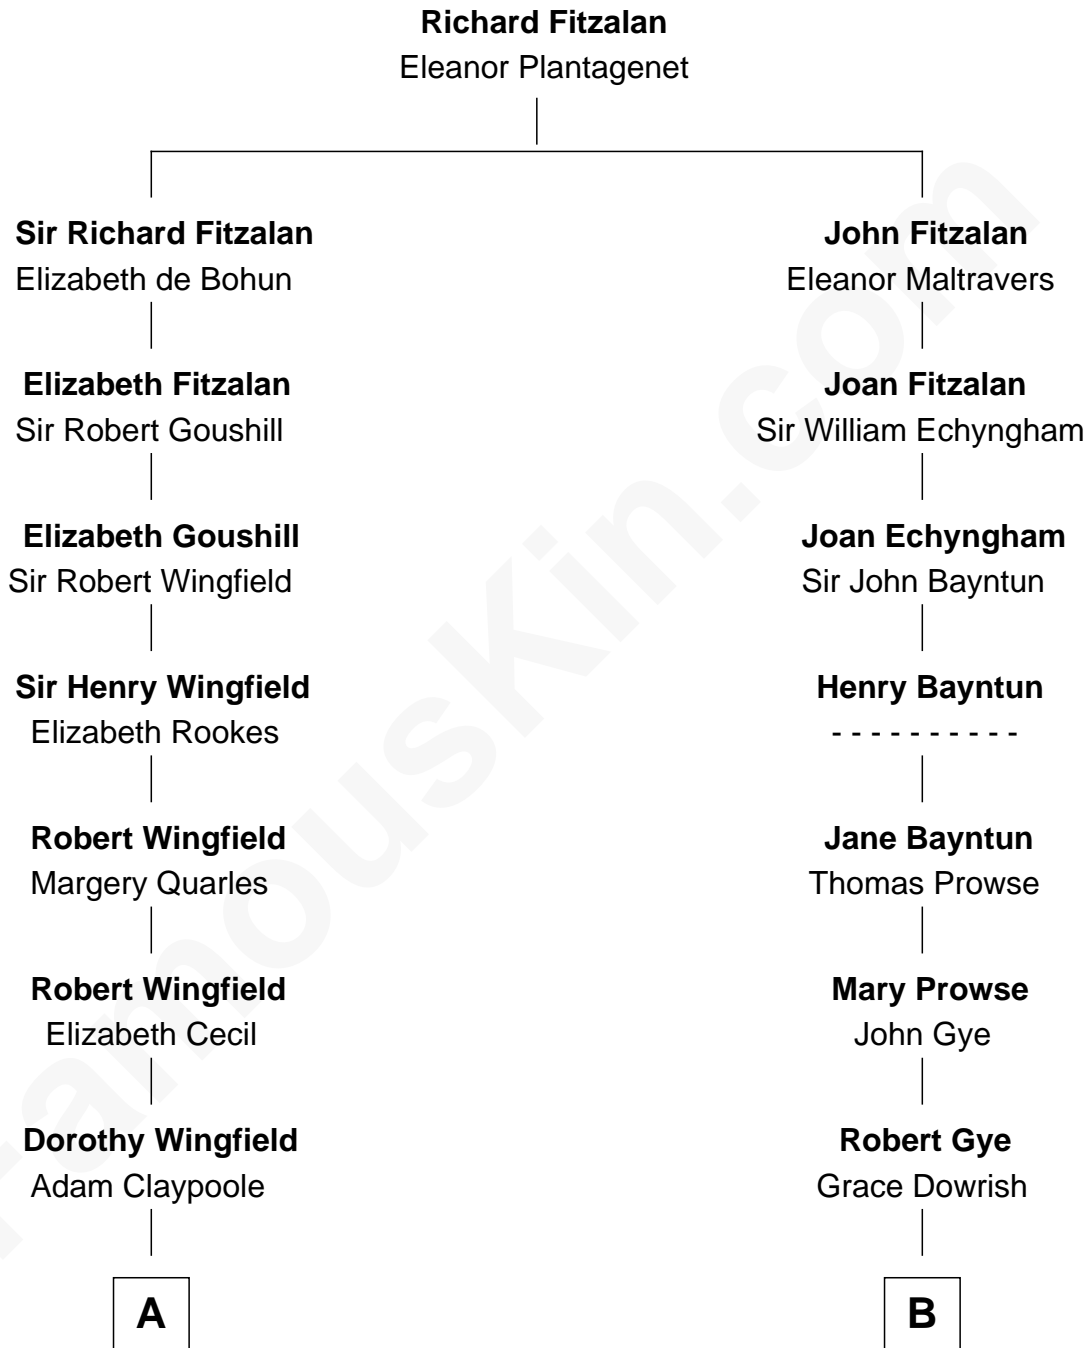 Richard Fitzalan
Eleanor Plantagenet
Sir Richard Fitzalan
Elizabeth de Bohun
Elizabeth Fitzalan
Sir Robert Goushill
Elizabeth Goushill
Sir Robert Wingfield
Sir Henry Wingfield
Elizabeth Rookes
Robert Wingfield
Margery Quarles
Robert Wingfield
Elizabeth Cecil
Dorothy Wingfield
Adam Claypoole
A
John Fitzalan
Eleanor Maltravers
Joan Fitzalan
Sir William Echyngham
Joan Echyngham
Sir John Bayntun
Henry Bayntun
- - - - - - - - - -
Jane Bayntun
Thomas Prowse
Mary Prowse
John Gye
Robert Gye
Grace Dowrish
B
FamousKin.com